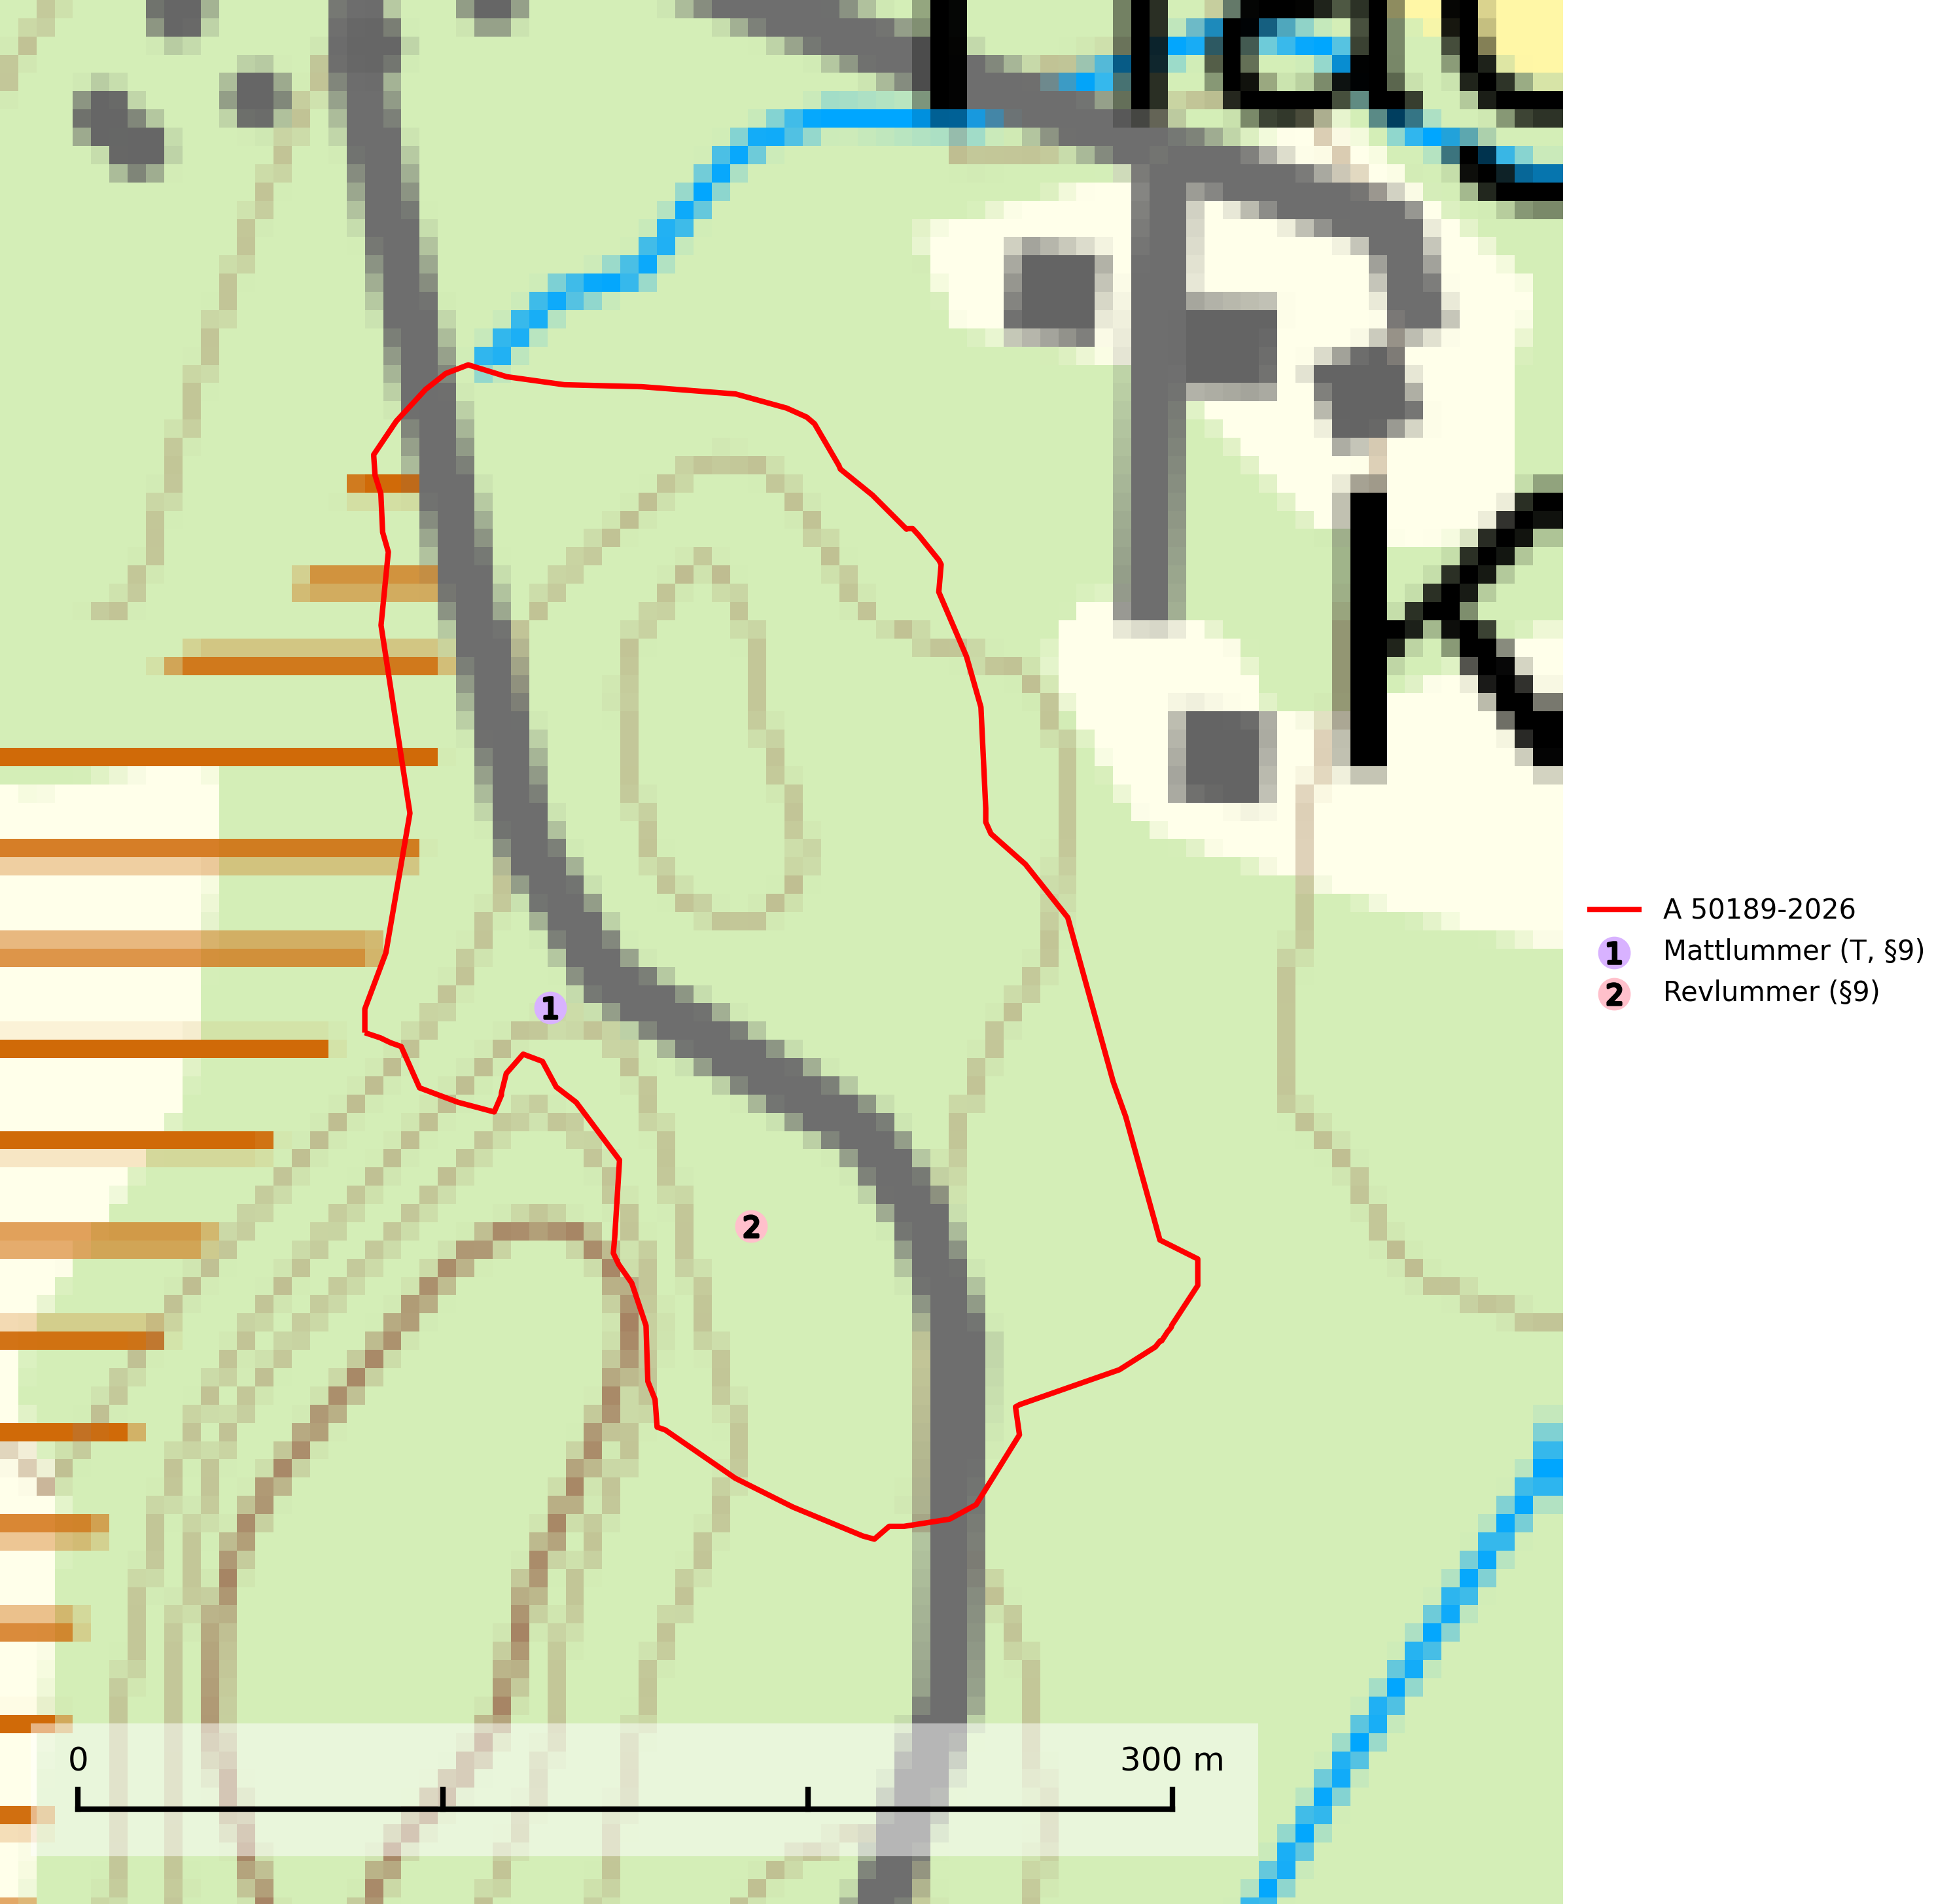 A 50189-2026
1 Mattlummer (T, §9)
2 Revlummer (§9)
1
2
0 300 m